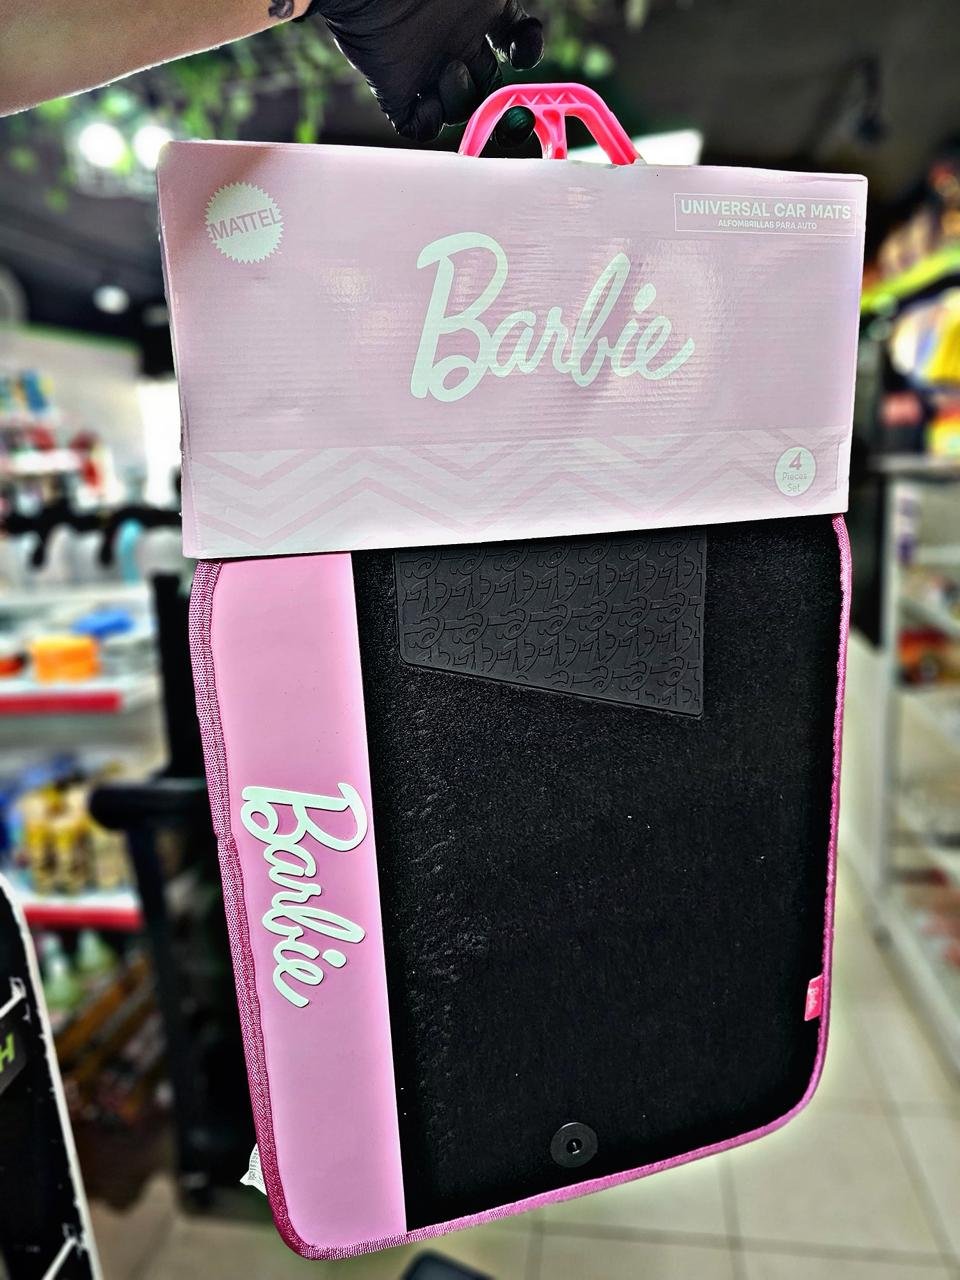 MATTEL
UNIVERSAL CAR MATS
ALFOMBRILLAS PARA AUTO
Barbie
4
Pieces
Set
Barbie